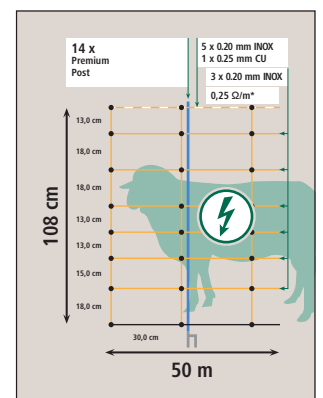 14 x
Premium
Post
5 x 0.20 mm INOX
1 x 0.25 mm CU
3 x 0.20 mm INOX
0,25 Ω/m*
13,0 cm
18,0 cm
18,0 cm
13,0 cm
13,0 cm
15,0 cm
18,0 cm
108 cm
30,0 cm
50 m